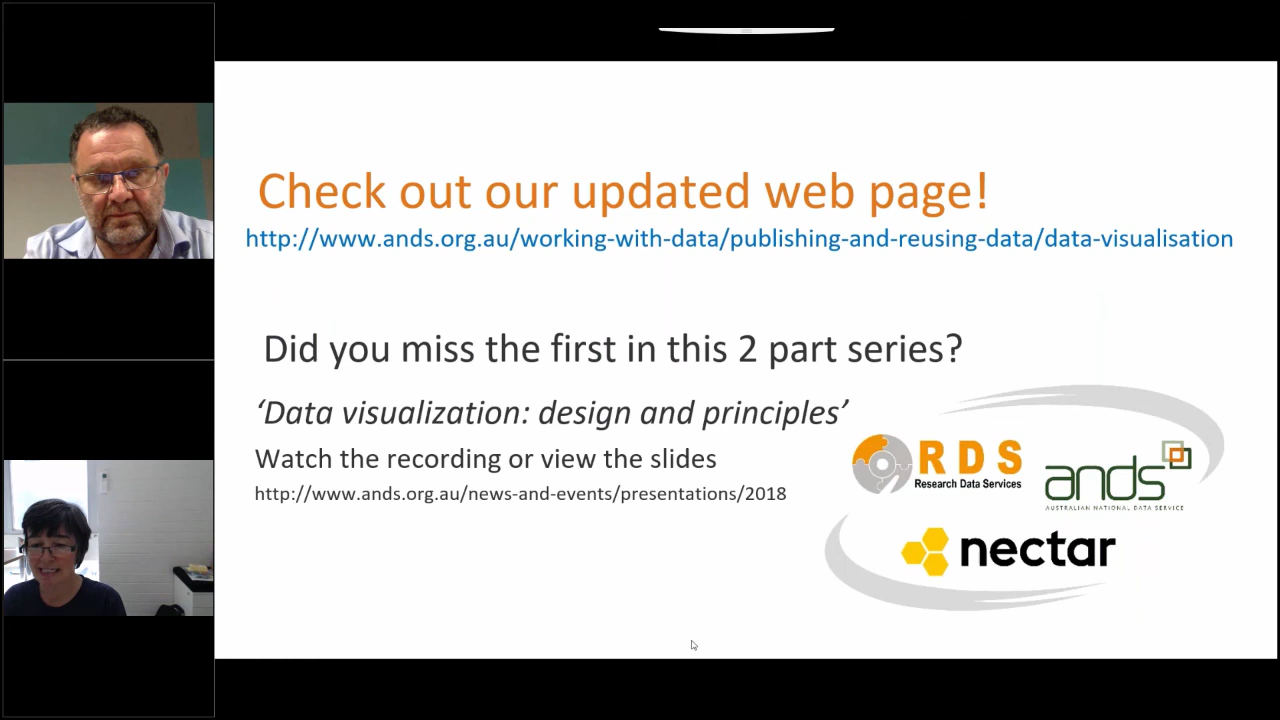 Check out our updated web page!
http://www.ands.org.au/working-with-data/publishing-and-reusing-data/data-visualisation
Did you miss the first in this 2 part series?
‘Data visualization: design and principles’
Watch the recording or view the slides
http://www.ands.org.au/news-and-events/presentations/2018
RDS
Research Data Services
ands
AUSTRALIAN NATIONAL DATA SERVICE
nectar